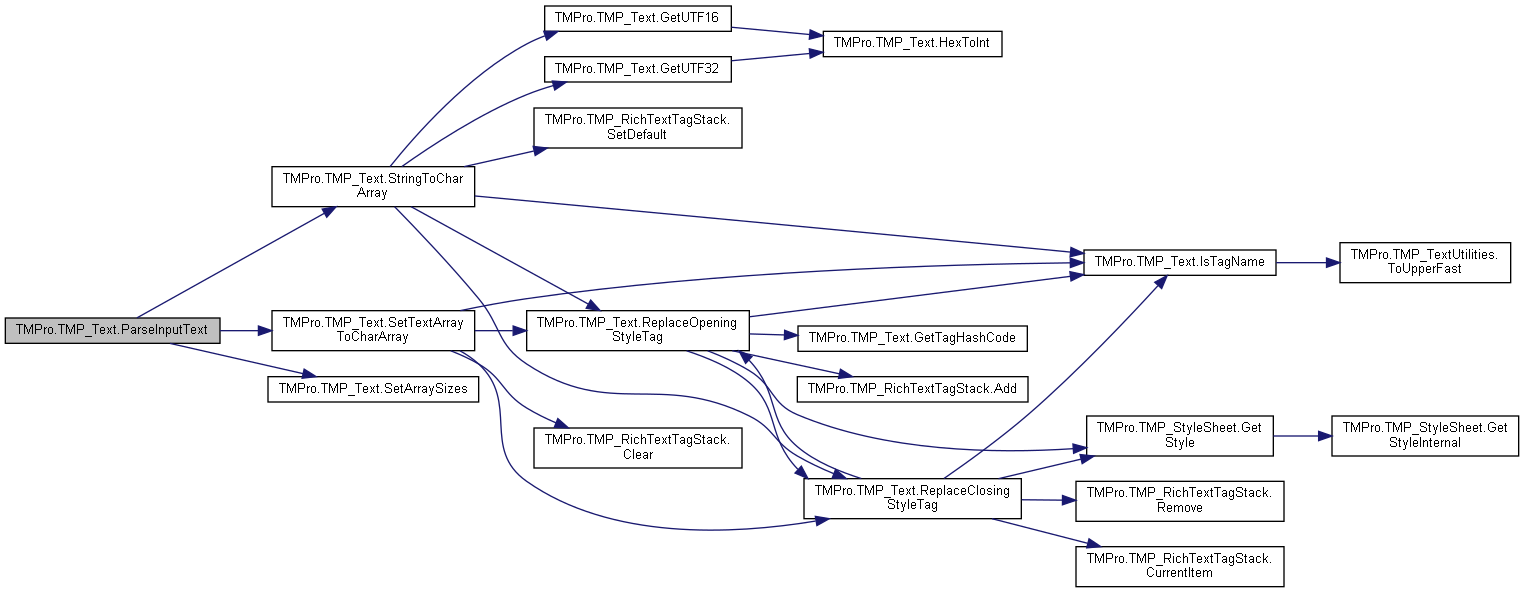 TMPro.TMP_Text.GetUTF16
TMPro.TMP_Text.HexToInt
TMPro.TMP_Text.GetUTF32
TMPro.TMP_RichTextTagStack.
SetDefault
TMPro.TMP_Text.StringToChar
Array
TMPro.TMP_Text.IsTagName
TMPro.TMP_TextUtilities.
ToUpperFast
TMPro.TMP_Text.ParseInputText
TMPro.TMP_Text.SetTextArray
ToCharArray
TMPro.TMP_Text.ReplaceOpening
StyleTag
TMPro.TMP_Text.GetTagHashCode
TMPro.TMP_Text.SetArraySizes
TMPro.TMP_RichTextTagStack.Add
TMPro.TMP_RichTextTagStack.
Clear
TMPro.TMP_StyleSheet.Get
Style
TMPro.TMP_StyleSheet.Get
StyleInternal
TMPro.TMP_Text.ReplaceClosing
StyleTag
TMPro.TMP_RichTextTagStack.
Remove
TMPro.TMP_RichTextTagStack.
CurrentItem